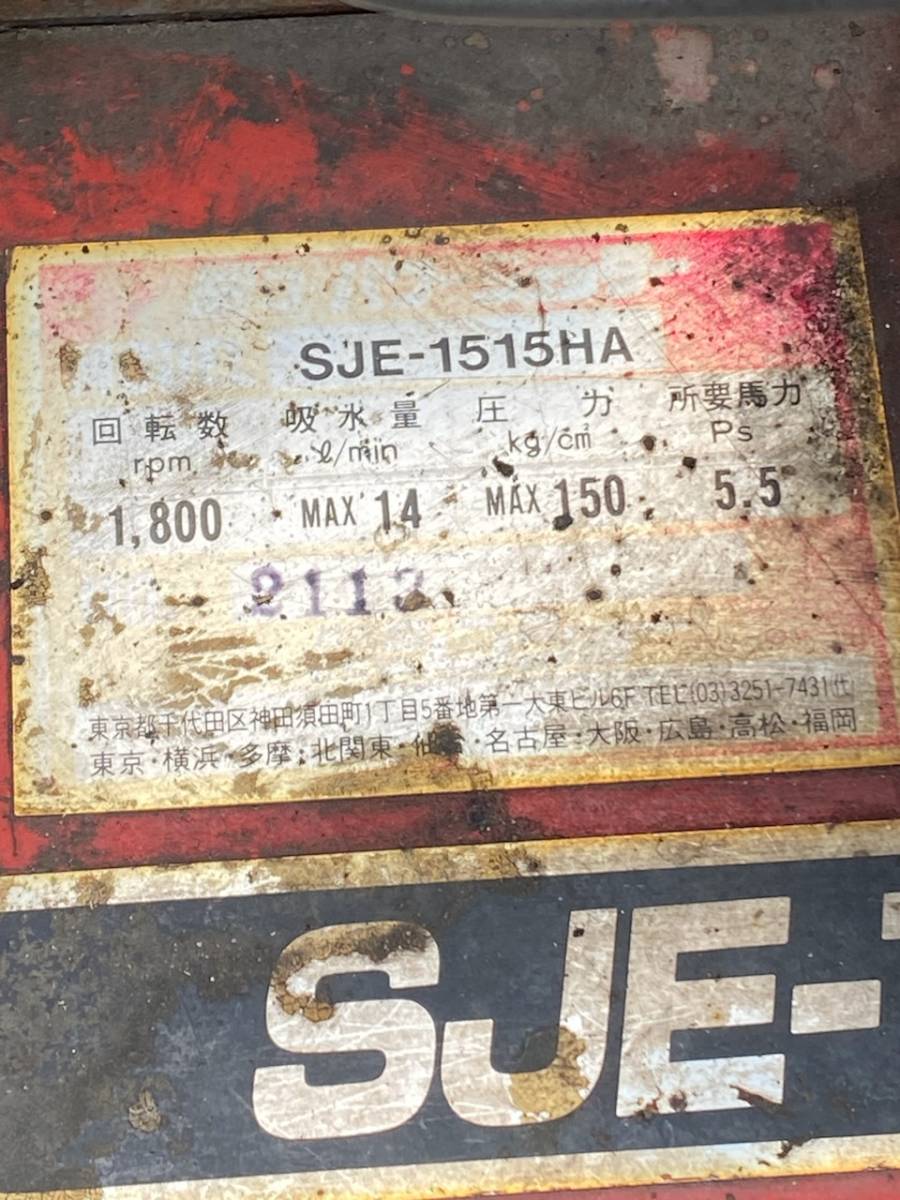 SJE-1515HA
回転数 吸水量 圧力 所要馬力
rpm ℓ/min kg/cm² Ps
1,800 MAX 14 MAX 150 5.5
2113
東京都千代田区神田須田町1丁目5番地第一大東ビル6F TEL(03)3251-7431(代)
東京・横浜・多摩・北関東・仙台・名古屋・大阪・広島・高松・福岡
SJE-